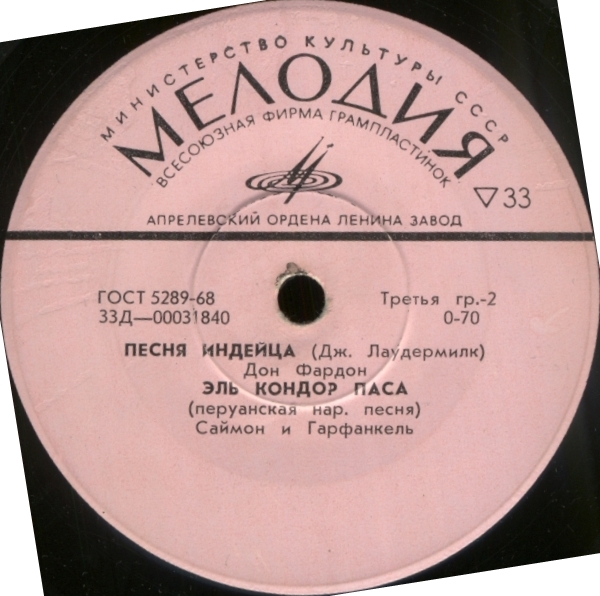 МИНИСТЕРСТВО КУЛЬТУРЫ СССР
МЕЛОДИЯ
ВСЕСОЮЗНАЯ ФИРМА ГРАМПЛАСТИНОК
▽33
АПРЕЛЕВСКИЙ ОРДЕНА ЛЕНИНА ЗАВОД
ГОСТ 5289-68 Третья гр.-2
33Д—00031840 0-70
ПЕСНЯ ИНДЕЙЦА (Дж. Лаудермилк)
Дон Фардон
ЭЛЬ КОНДОР ПАСА
(перуанская нар. песня)
Саймон и Гарфанкель